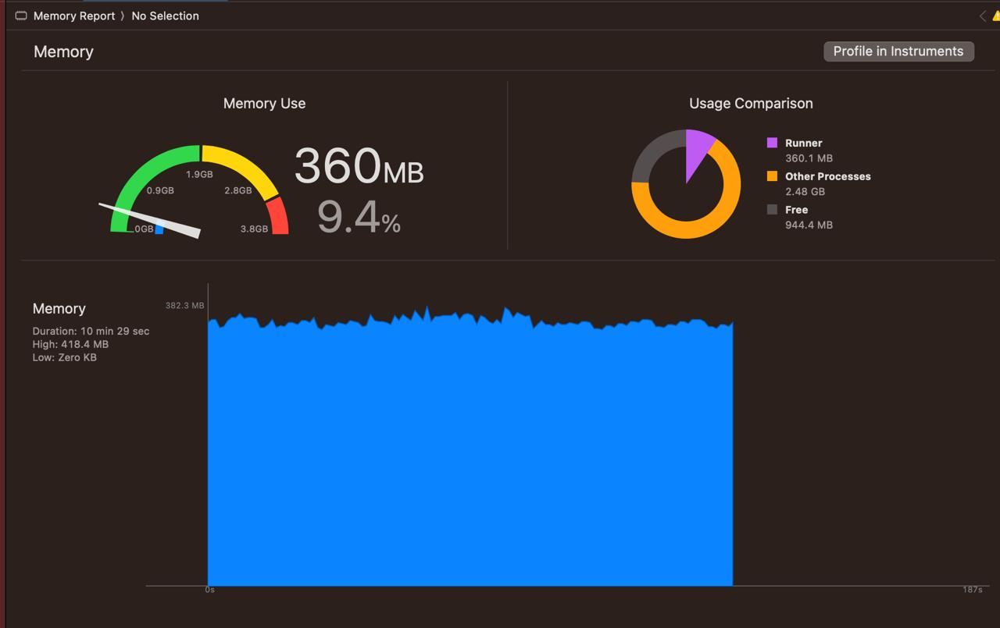 Memory Report 〉 No Selection
Memory
Profile in Instruments
Memory Use
0GB
0.9GB
1.9GB
2.8GB
3.8GB
360MB
9.4%
Usage Comparison
Runner
360.1 MB
Other Processes
2.48 GB
Free
944.4 MB
Memory
Duration: 10 min 29 sec
High: 418.4 MB
Low: Zero KB
382.3 MB
0s
187s